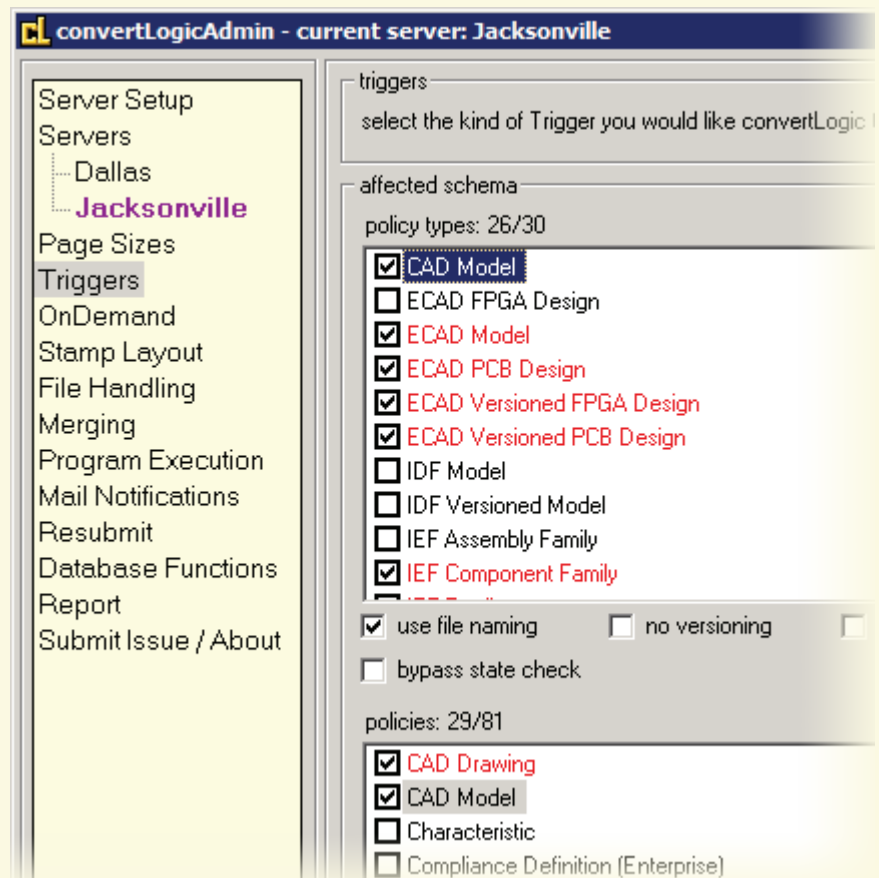 cL convertLogicAdmin - current server: Jacksonville
Server Setup
Servers
Dallas
Jacksonville
Page Sizes
Triggers
OnDemand
Stamp Layout
File Handling
Merging
Program Execution
Mail Notifications
Resubmit
Database Functions
Report
Submit Issue / About
triggers
select the kind of Trigger you would like convertLogic
affected schema
policy types: 26/30
CAD Model
ECAD FPGA Design
ECAD Model
ECAD PCB Design
ECAD Versioned FPGA Design
ECAD Versioned PCB Design
IDF Model
IDF Versioned Model
IEF Assembly Family
IEF Component Family
use file naming
no versioning
bypass state check
policies: 29/81
CAD Drawing
CAD Model
Characteristic
Compliance Definition (Enterprise)